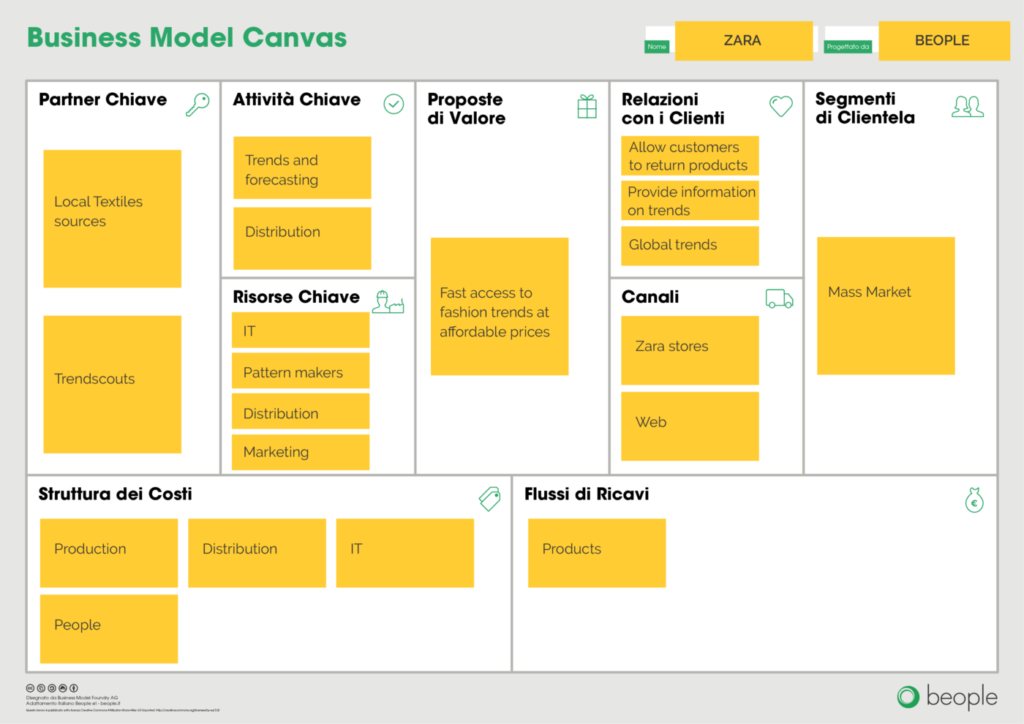 Business Model Canvas
Nome
ZARA
Progettato da
BEOPLE
Partner Chiave
Local Textiles
sources
Trendscouts
Attività Chiave
Trends and
forecasting
Distribution
Risorse Chiave
IT
Pattern makers
Distribution
Marketing
Proposte
di Valore
Fast access to
fashion trends at
affordable prices
Relazioni
con i Clienti
Allow customers
to return products
Provide information
on trends
Global trends
Canali
Zara stores
Web
Segmenti
di Clientela
Mass Market
Struttura dei Costi
Production
Distribution
IT
People
Flussi di Ricavi
€
Products
Disegnato da Business Model Foundry AG
Adattamento italiano Beople srl - beople.it
beople